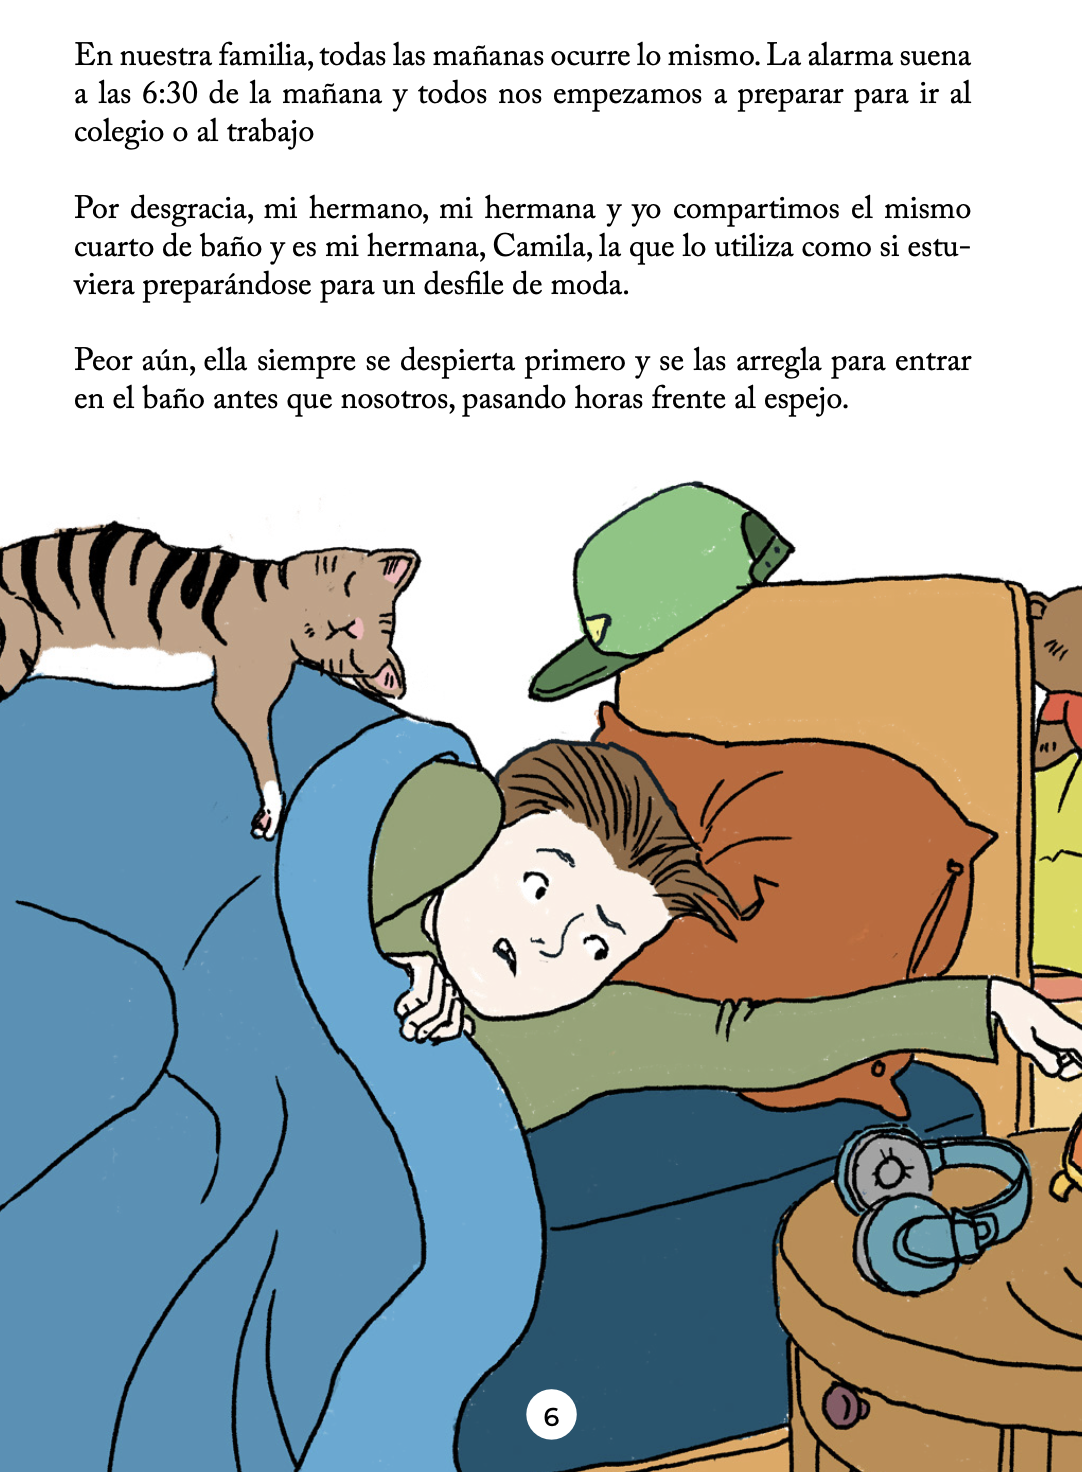 En nuestra familia, todas las mañanas ocurre lo mismo. La alarma suena
a las 6:30 de la mañana y todos nos empezamos a preparar para ir al
colegio o al trabajo
Por desgracia, mi hermano, mi hermana y yo compartimos el mismo
cuarto de baño y es mi hermana, Camila, la que lo utiliza como si estu-
viera preparándose para un desfile de moda.
Peor aún, ella siempre se despierta primero y se las arregla para entrar
en el baño antes que nosotros, pasando horas frente al espejo.
6